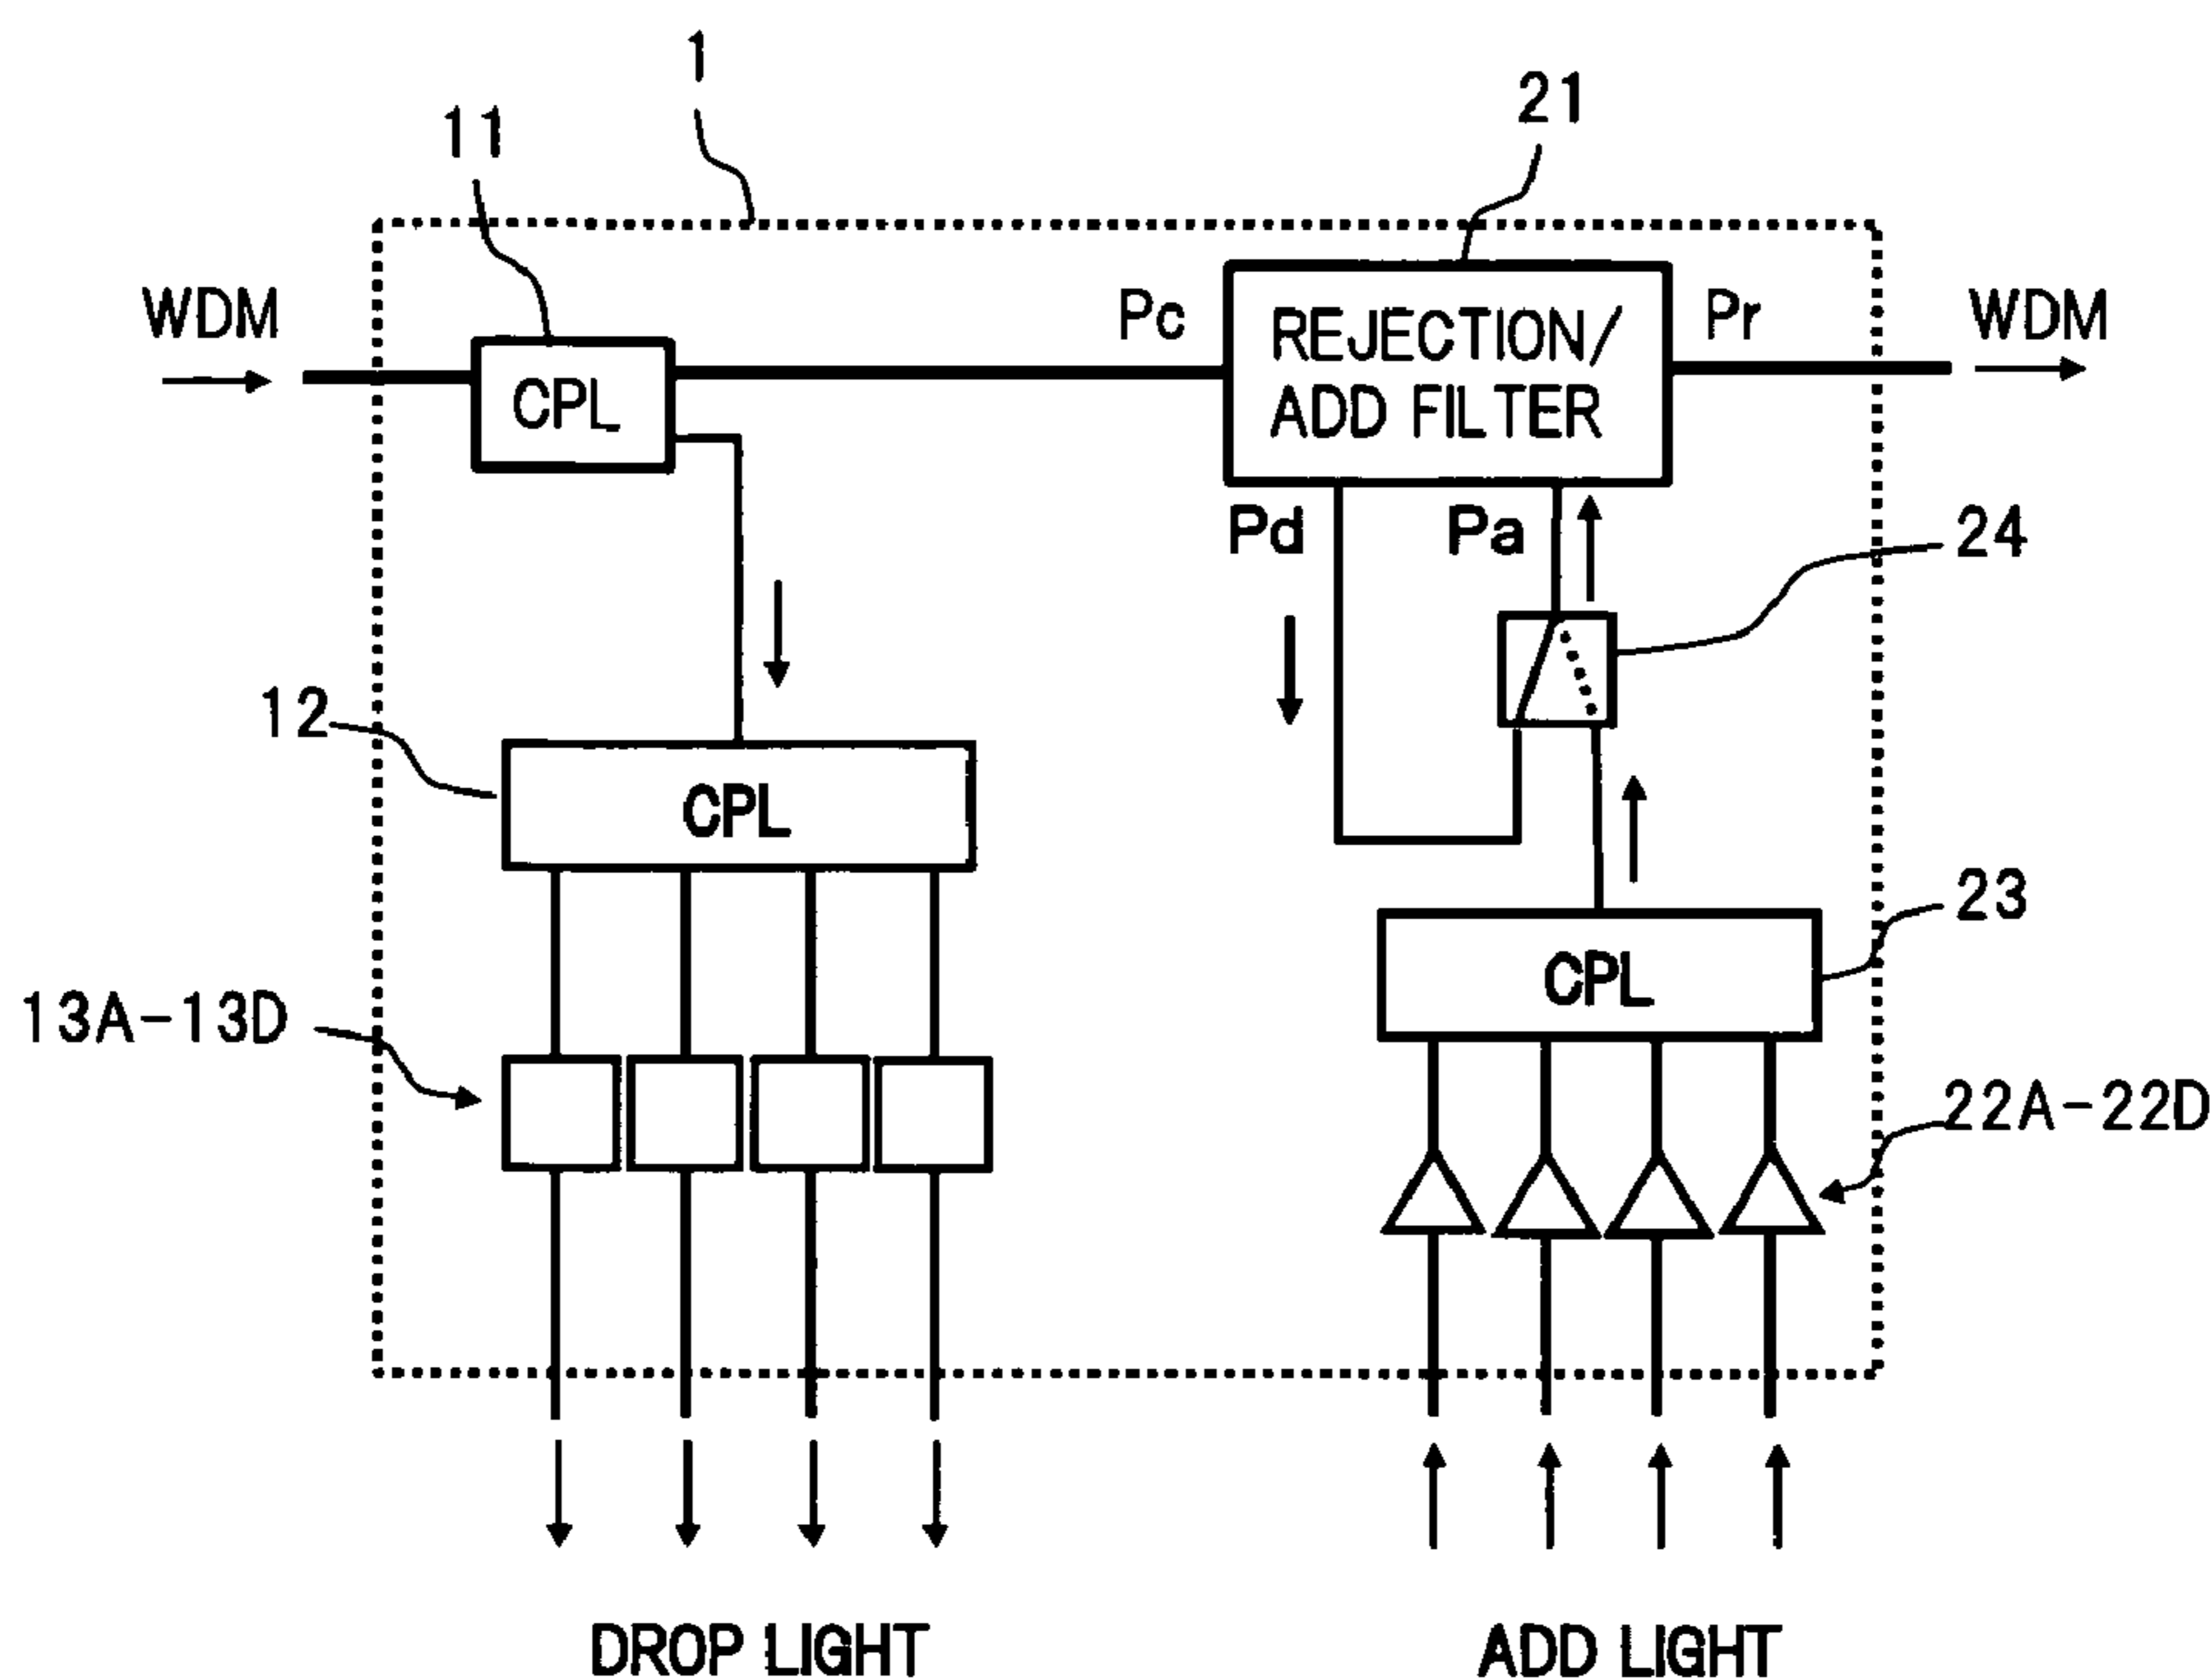 1
11
21
WDM
CPL
Pc
REJECTION/
ADD FILTER
Pr
WDM
Pd
Pa
24
12
CPL
23
CPL
13A-13D
22A-22D
DROP LIGHT
ADD LIGHT